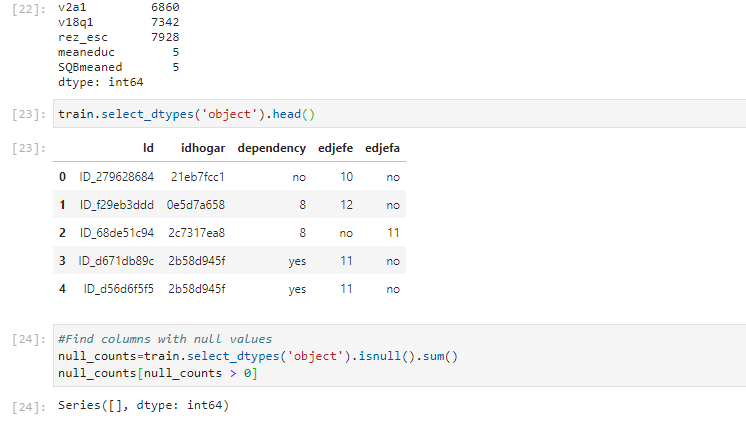 [22]: v2a1 6860
v18q1 7342
rez_esc 7928
meaneduc 5
SQBmeaned 5
dtype: int64
[23]: train.select_dtypes('object').head()
[23]: Id idhogar dependency edjefe edjefa
0 ID_279628684 21eb7fcc1 no 10 no
1 ID_f29eb3ddd 0e5d7a658 8 12 no
2 ID_68de51c94 2c7317ea8 8 no 11
3 ID_d671db89c 2b58d945f yes 11 no
4 ID_d56d6f5f5 2b58d945f yes 11 no
[24]: #Find columns with null values
null_counts=train.select_dtypes('object').isnull().sum()
null_counts[null_counts > 0]
[24]: Series([], dtype: int64)